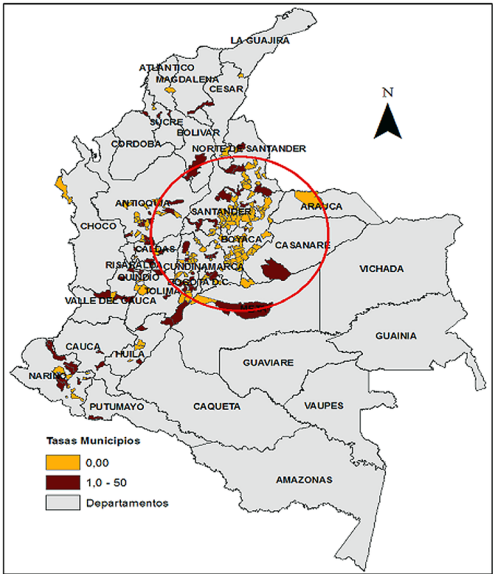 LA GUAJIRA
ATLANTICO
MAGDALENA
CESAR
N
SUCRE
BOLIVAR
CORDOBA
NORTE DE SANTANDER
ANTIOQUIA
ARAUCA
SANTANDER
CHOCO
BOYACA
CASANARE
CALDAS
RISARALDA
CUNDINAMARCA
VICHADA
QUINDIO
BOGOTA D.C.
TOLIMA
VALLE DEL CAUCA
GUAINIA
CAUCA
HUILA
GUAVIARE
NARIÑO
PUTUMAYO
CAQUETA
VAUPES
Tasas Municipios
0,00
1,0 - 50
Departamentos
AMAZONAS